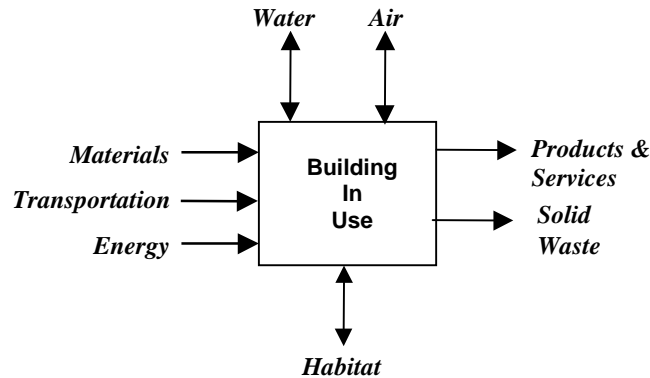 Water
Air
Materials
Transportation
Energy
Building
In
Use
Products &
Services
Solid
Waste
Habitat